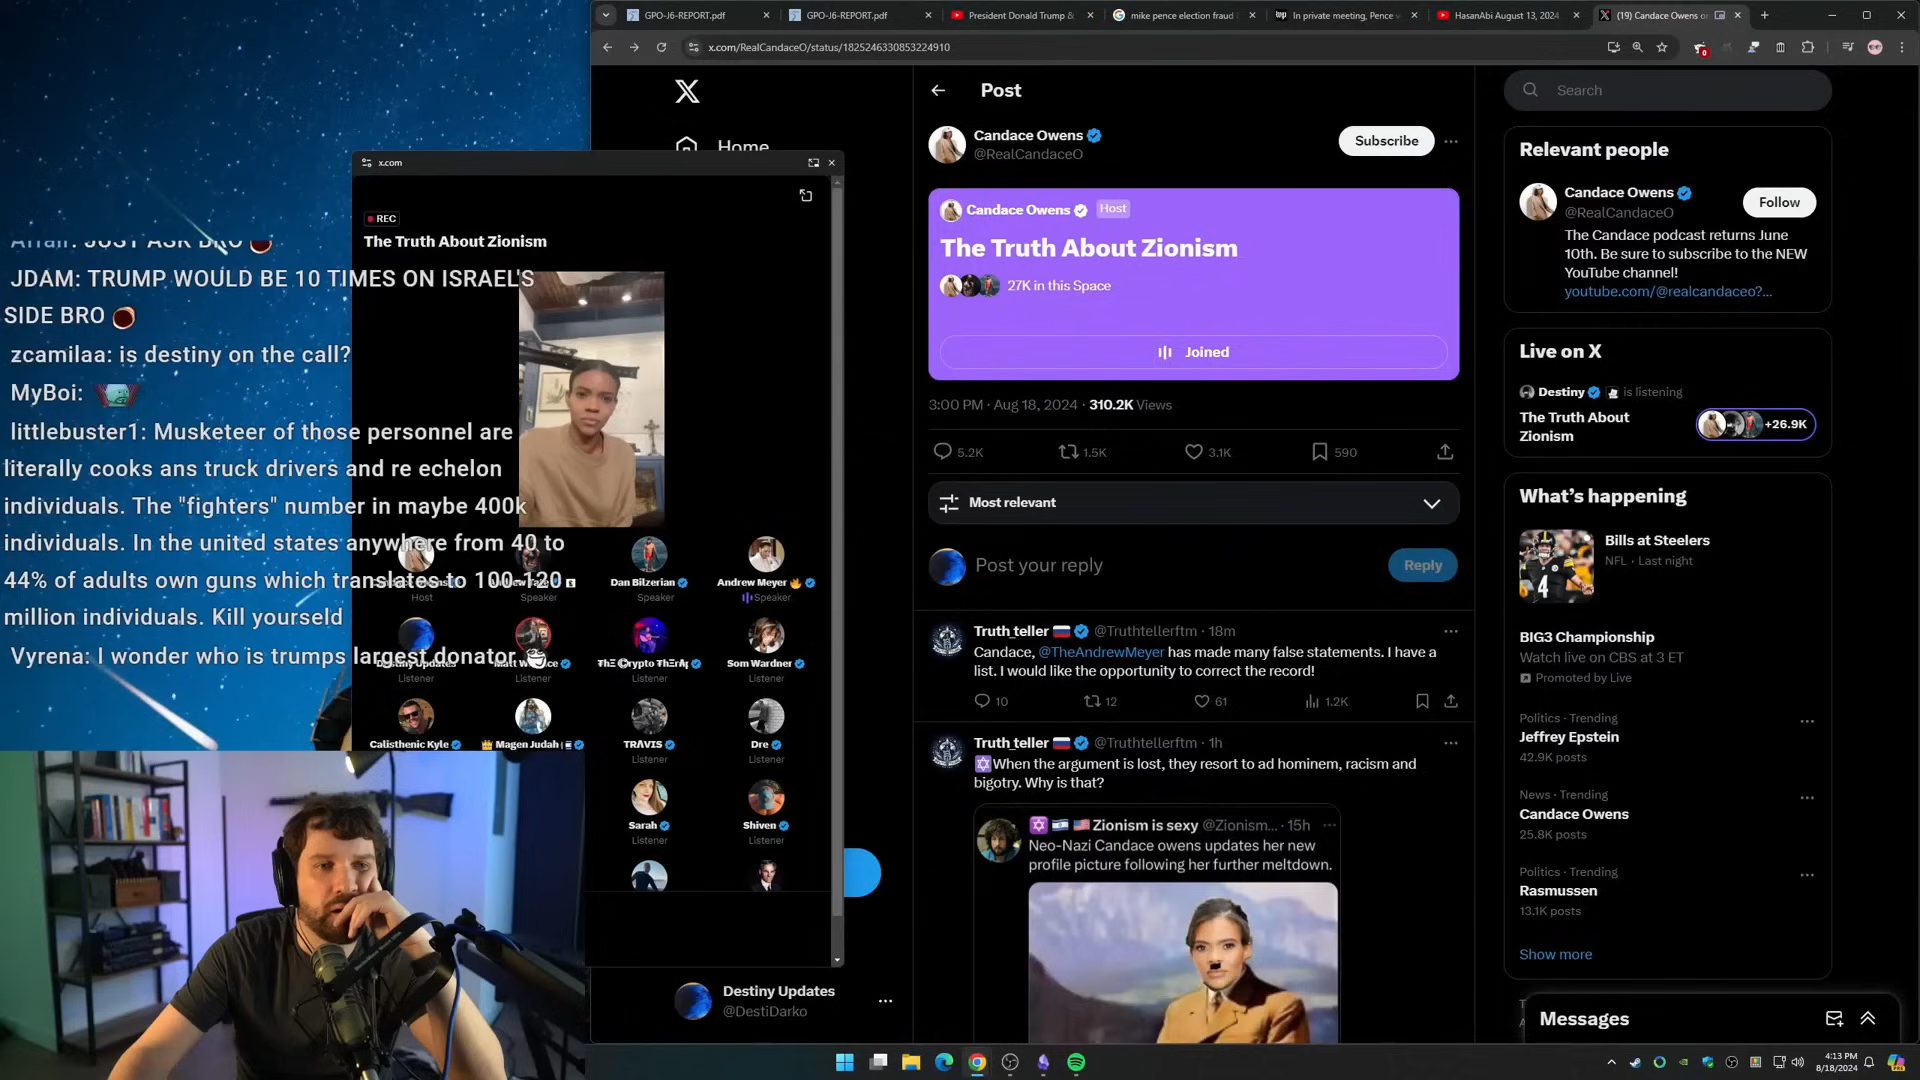 GPO-J6-REPORT.pdf
GPO-J6-REPORT.pdf
President Donald Trump &
mike pence election fraud
In private meeting, Pence
HasanAbi August 13, 2024
(19) Candace Owens
x.com/RealCandaceO/status/1825246330853224910
0
Home
Post
Search
Candace Owens
@RealCandaceO
Subscribe
Candace Owens Host
The Truth About Zionism
27K in this Space
Joined
3:00 PM · Aug 18, 2024 · 310.2K Views
5.2K
1.5K
3.1K
590
Most relevant
Post your reply
Reply
Truth_teller @Truthtellerftm · 18m
Candace, @TheAndrewMeyer has made many false statements. I have a
list. I would like the opportunity to correct the record!
10
12
61
1.2K
Truth_teller @Truthtellerftm · 1h
When the argument is lost, they resort to ad hominem, racism and
bigotry. Why is that?
Zionism is sexy @Zionism... · 15h
Neo-Nazi Candace owens updates her new
profile picture following her further meltdown.
Relevant people
Candace Owens
@RealCandaceO
Follow
The Candace podcast returns June
10th. Be sure to subscribe to the NEW
YouTube channel!
youtube.com/@realcandaceo?...
Live on X
Destiny is listening
The Truth About
Zionism
+26.9K
What's happening
Bills at Steelers
NFL · Last night
4
BIG3 Championship
Watch live on CBS at 3 ET
Promoted by Live
Politics · Trending
Jeffrey Epstein
42.9K posts
News · Trending
Candace Owens
25.8K posts
Politics · Trending
Rasmussen
13.1K posts
Show more
Messages
x.com
REC
The Truth About Zionism
Host
Dan Bilzerian
Speaker
Andrew Meyer
Speaker
Destiny Updates
Listener
Listener
Listener
Som Wardner
Listener
Calisthenic Kyle
Magen Judah
TRΛVIS
Listener
Dre
Listener
Sarah
Listener
Shiven
Listener
Destiny Updates
@DestiDarko
JUST ASK BRO
JDAM: TRUMP WOULD BE 10 TIMES ON ISRAEL'S
SIDE BRO
zcamilaa: is destiny on the call?
MyBoi:
littlebuster1: Musketeer of those personnel are
literally cooks ans truck drivers and re echelon
individuals. The "fighters" number in maybe 400k
individuals. In the united states anywhere from 40 to
44% of adults own guns which translates to 100-120
million individuals. Kill yourseld
Vyrena: I wonder who is trumps largest donator
4:13 PM
8/18/2024